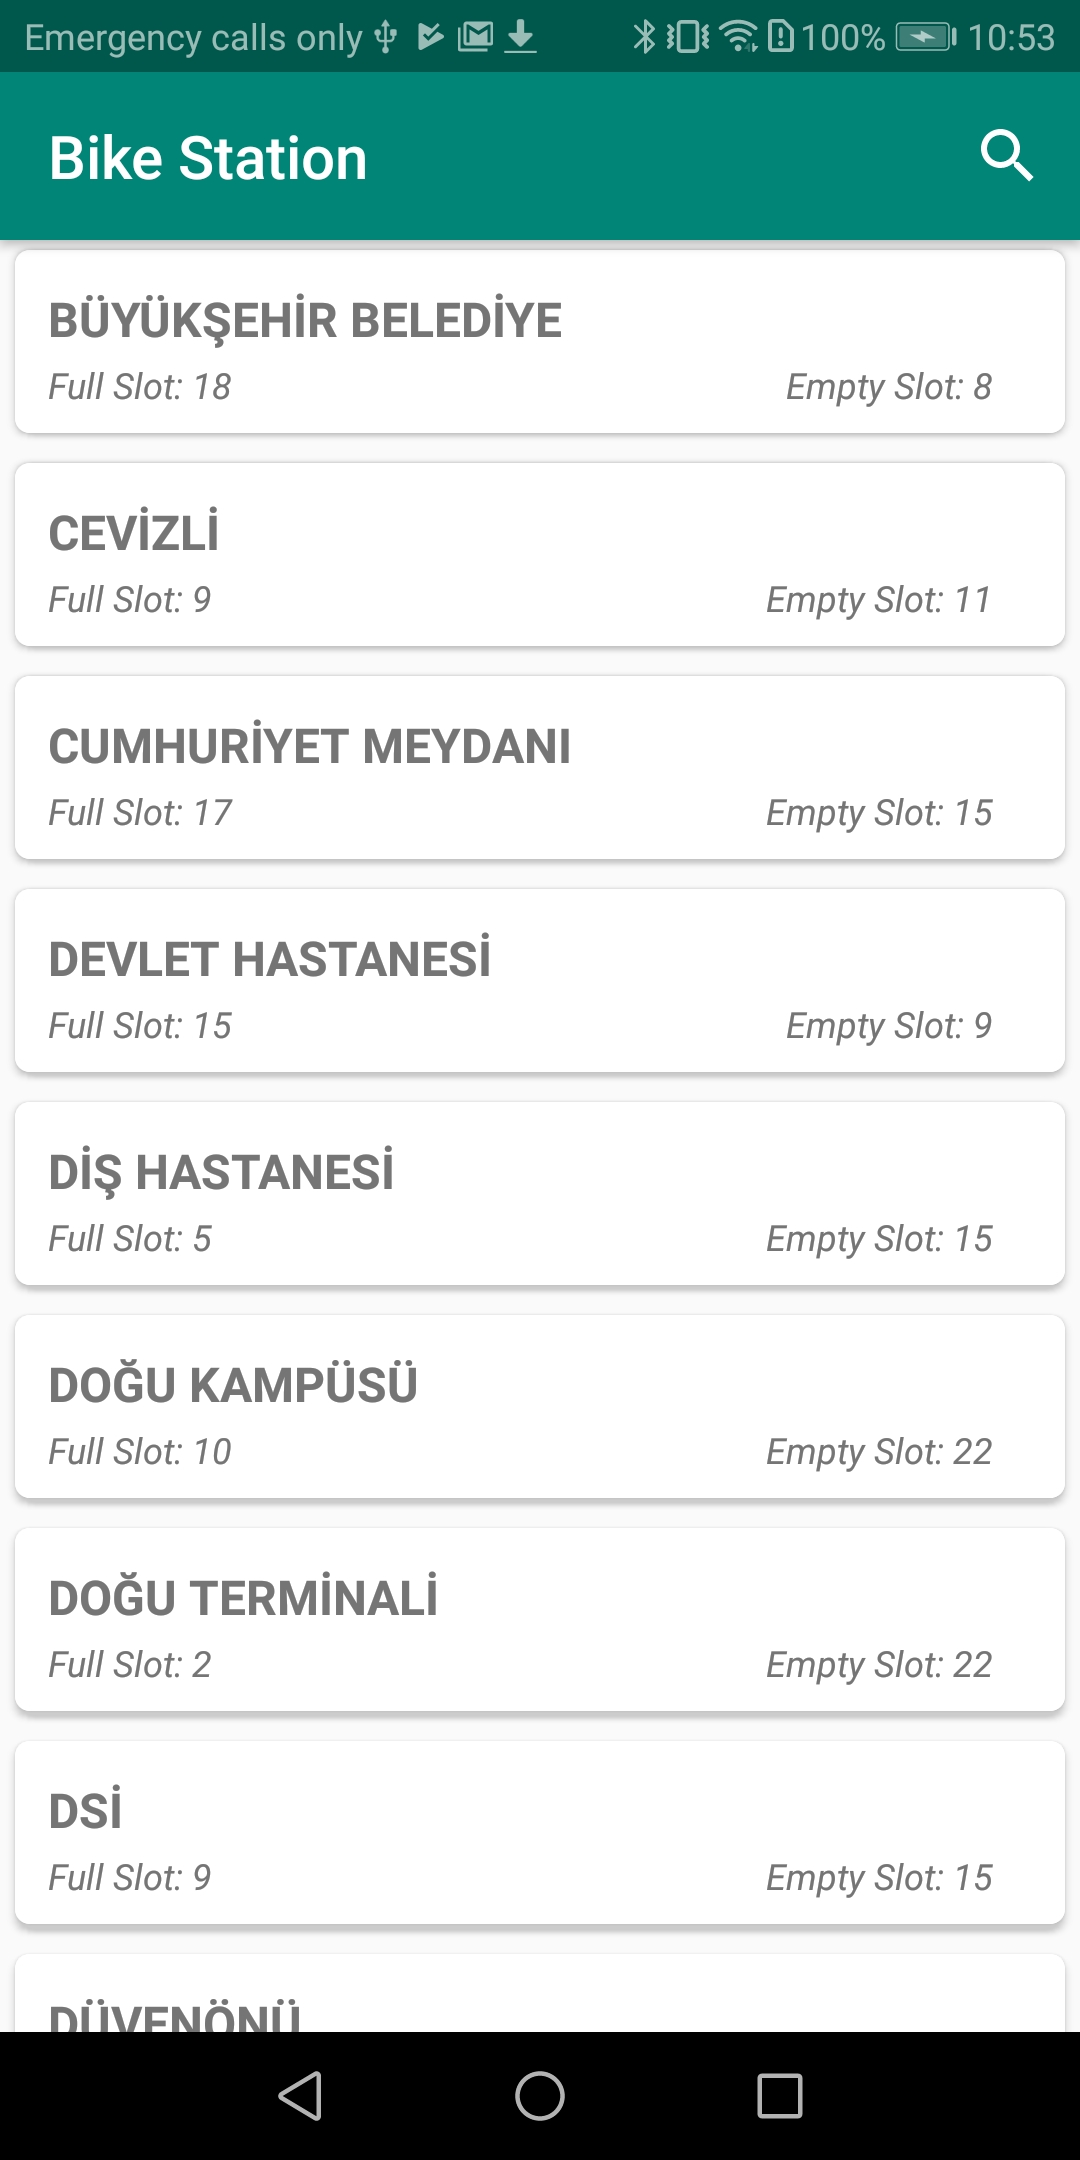 Emergency calls only 100% 10:53
Bike Station
BÜYÜKŞEHİR BELEDİYE
Full Slot: 18 Empty Slot: 8
CEVİZLİ
Full Slot: 9 Empty Slot: 11
CUMHURİYET MEYDANI
Full Slot: 17 Empty Slot: 15
DEVLET HASTANESİ
Full Slot: 15 Empty Slot: 9
DİŞ HASTANESİ
Full Slot: 5 Empty Slot: 15
DOĞU KAMPÜSÜ
Full Slot: 10 Empty Slot: 22
DOĞU TERMİNALİ
Full Slot: 2 Empty Slot: 22
DSİ
Full Slot: 9 Empty Slot: 15
DÜVENÖNÜ